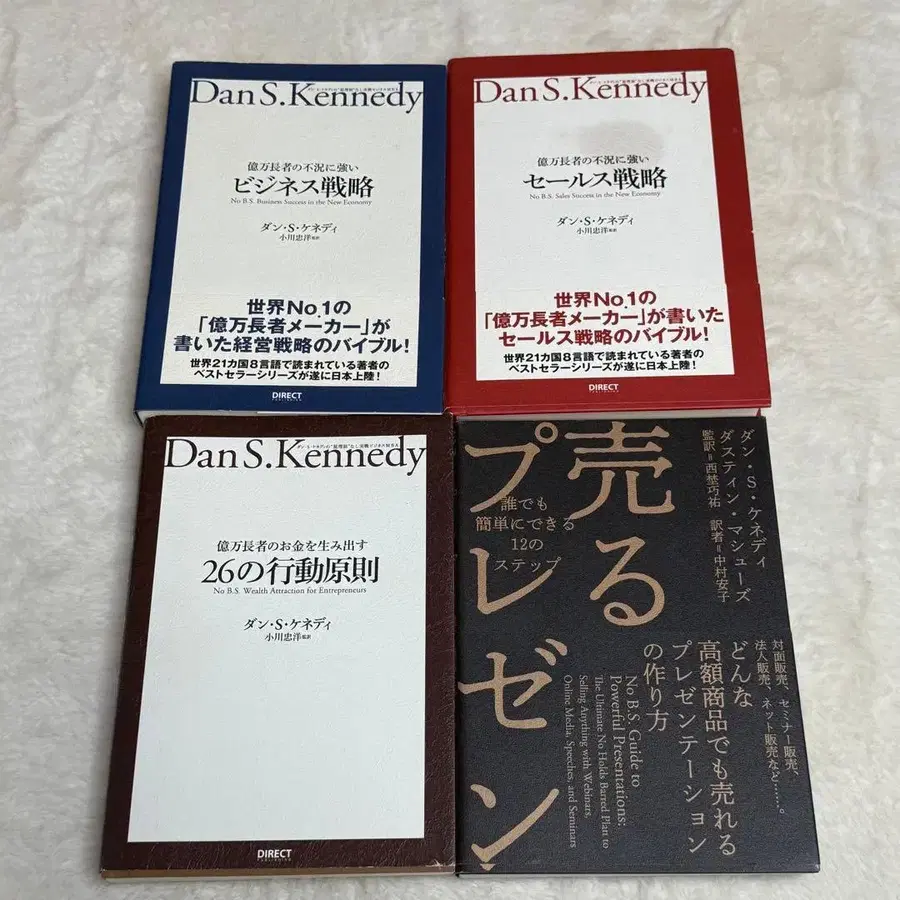 Dan S. Kennedy
億万長者の不況に強い
ビジネス戦略
No B.S. Business Success in the New Economy
ダン・S・ケネディ
小川忠洋 監訳
世界No.1の
「億万長者メーカー」が
書いた経営戦略のバイブル!
世界21カ国8言語で読まれている著者の
ベストセラーシリーズが遂に日本上陸!
DIRECT
PUBLISHING
Dan S. Kennedy
億万長者の不況に強い
セールス戦略
No B.S. Sales Success in the New Economy
ダン・S・ケネディ
小川忠洋 監訳
世界No.1の
「億万長者メーカー」が書いた
セールス戦略のバイブル!
世界21カ国8言語で読まれている著者の
ベストセラーシリーズが遂に日本上陸!
DIRECT
PUBLISHING
Dan S. Kennedy
億万長者のお金を生み出す
26の行動原則
No B.S. Wealth Attraction for Entrepreneurs
ダン・S・ケネディ
小川忠洋 監訳
DIRECT
PUBLISHING
ダン・S・ケネディ
ダスティン・マシューズ
監訳=西埜巧祐 訳者=中村安子
売る
プレゼン
誰でも
簡単にできる
12の
ステップ
対面販売、セミナー販売、
法人販売、ネット販売など……。
どんな
高額商品でも売れる
プレゼンテーション
の作り方
No B.S. Guide to
Powerful Presentations:
The Ultimate No Holds Barred Plan to
Selling Anything with Webinars,
Online Media, Speeches, and Seminars